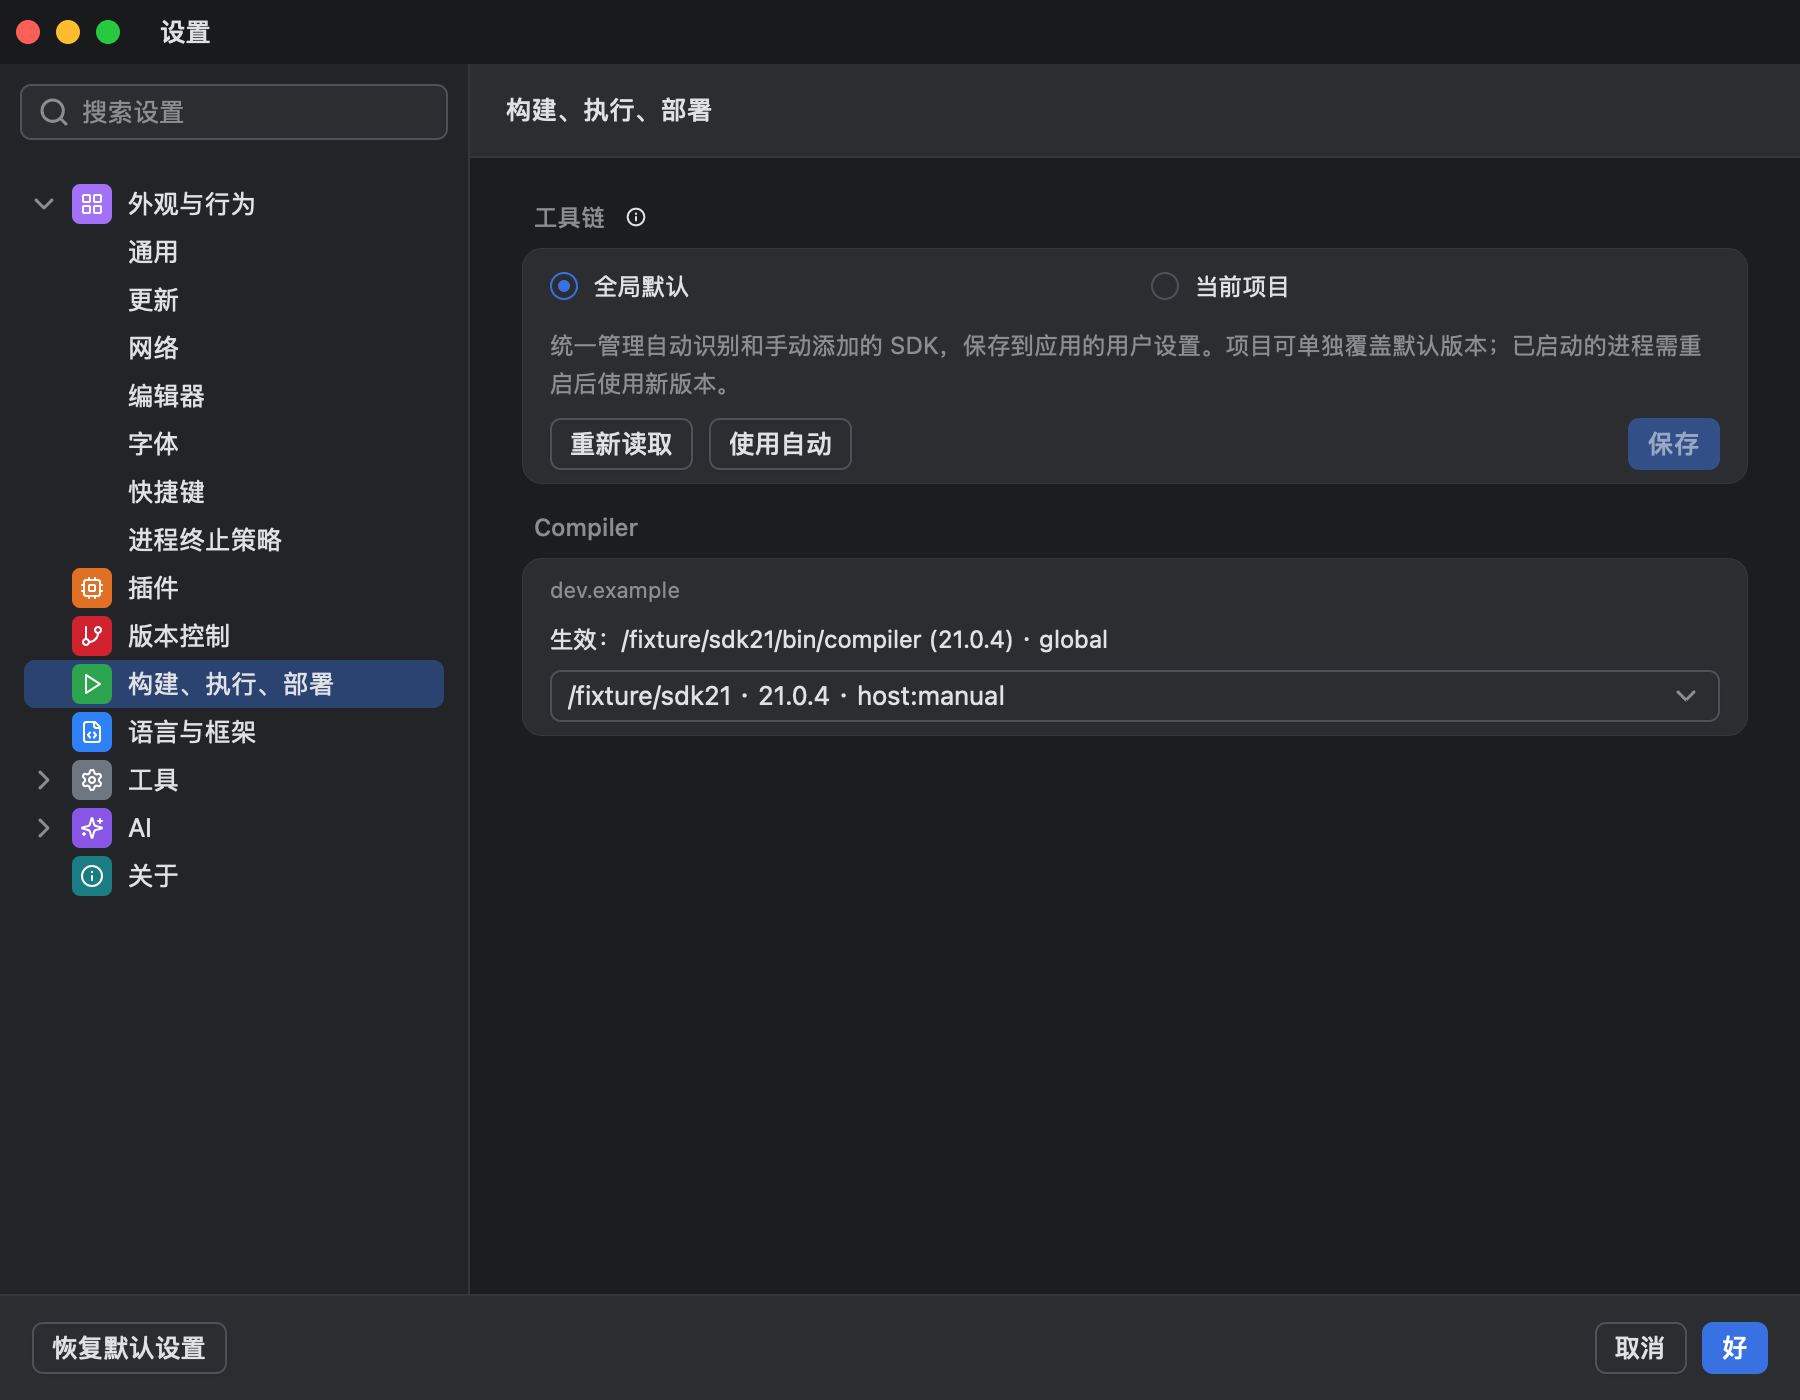 设置
搜索设置
外观与行为
通用
更新
网络
编辑器
字体
快捷键
进程终止策略
插件
版本控制
构建、执行、部署
语言与框架
工具
AI
关于
构建、执行、部署
工具链
全局默认
当前项目
统一管理自动识别和手动添加的 SDK，保存到应用的用户设置。项目可单独覆盖默认版本；已启动的进程需重
启后使用新版本。
重新读取
使用自动
保存
Compiler
dev.example
生效：/fixture/sdk21/bin/compiler (21.0.4) · global
/fixture/sdk21 · 21.0.4 · host:manual
恢复默认设置
取消
好